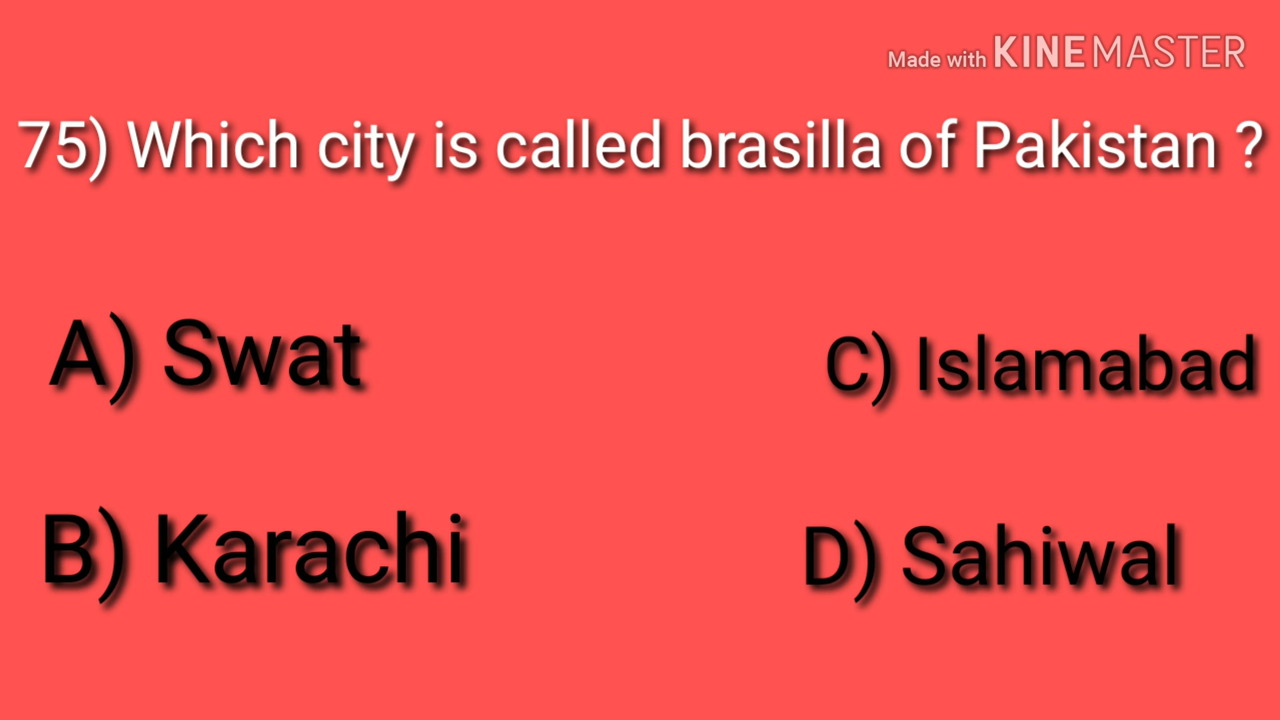 Made with KINEMASTER
75) Which city is called brasilla of Pakistan ?
A) Swat
C) Islamabad
B) Karachi
D) Sahiwal